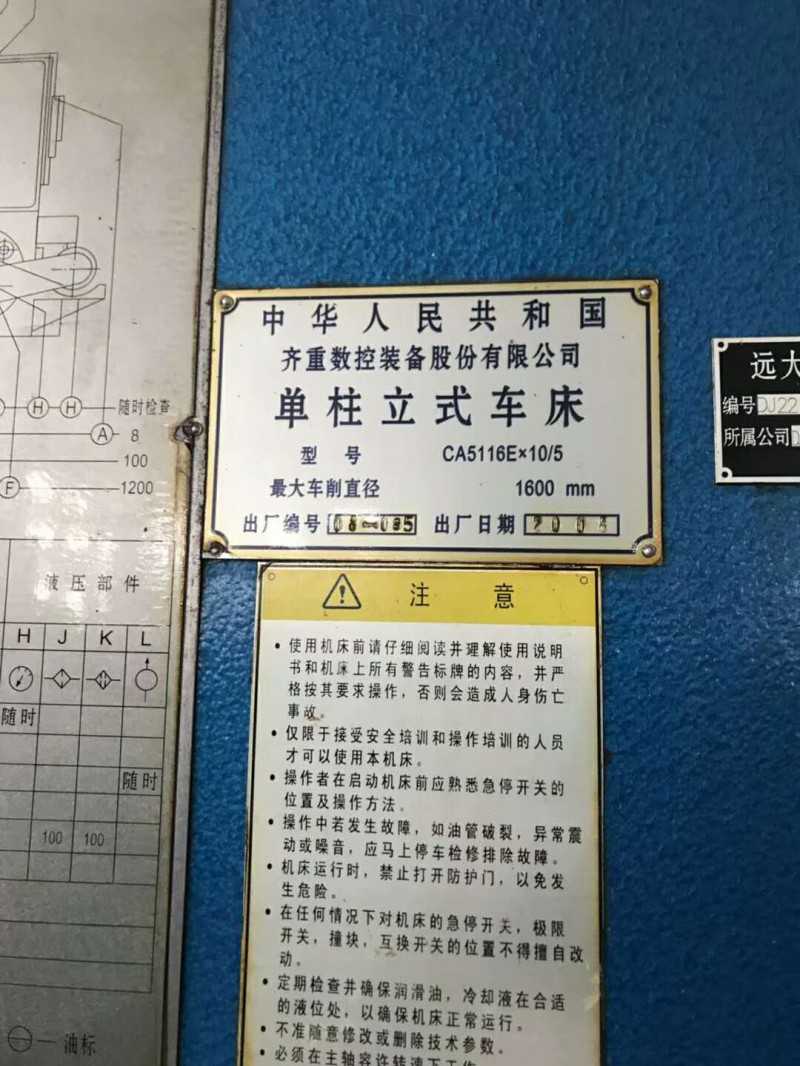 中华人民共和国
齐重数控装备股份有限公司
单柱立式车床
型号 CA5116E×10/5
最大车削直径 1600 mm
出厂编号 出厂日期
远大
编号 DJ22
所属公司
H H 随时检查
A 8
100
F 1200
液压部件
H J K L
随时
随时
100 100
油标
注意
• 使用机床前请仔细阅读并理解使用说明
书和机床上所有警告标牌的内容，并严
格按其要求操作，否则会造成人身伤亡
事故。
• 仅限于接受安全培训和操作培训的人员
才可以使用本机床。
• 操作者在启动机床前应熟悉急停开关的
位置及操作方法。
• 操作中若发生故障，如油管破裂，异常震
动或噪音，应马上停车检修排除故障。
• 机床运行时，禁止打开防护门，以免发
生危险。
• 在任何情况下对机床的急停开关，极限
开关，撞块，互换开关的位置不得擅自改
动。
• 定期检查并确保润滑油，冷却液在合适
的液位处，以确保机床正常运行。
• 不准随意修改或删除技术参数。
• 必须在主轴容许转速下工作